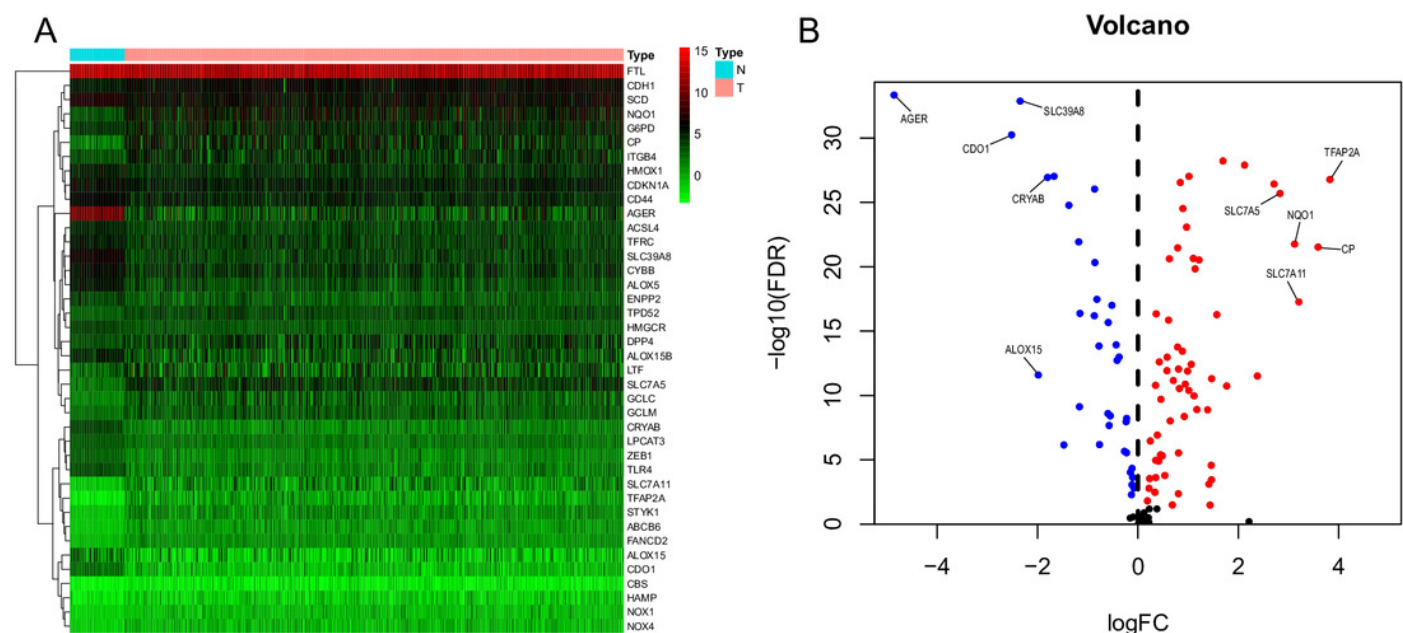 A
Type
FTL
CDH1
SCD
NQO1
G6PD
CP
ITGB4
HMOX1
CDKN1A
CD44
AGER
ACSL4
TFRC
SLC39A8
CYBB
ALOX5
ENPP2
TPD52
HMGCR
DPP4
ALOX15B
LTF
SLC7A5
GCLC
GCLM
CRYAB
LPCAT3
ZEB1
TLR4
SLC7A11
TFAP2A
STYK1
ABCB6
FANCD2
ALOX15
CDO1
CBS
HAMP
NOX1
NOX4
15
10
5
0
Type
N
T
B
Volcano
−log10(FDR)
30
25
20
15
10
5
0
AGER
SLC39A8
CDO1
CRYAB
ALOX15
TFAP2A
SLC7A5
NQO1
CP
SLC7A11
−4 −2 0 2 4
logFC